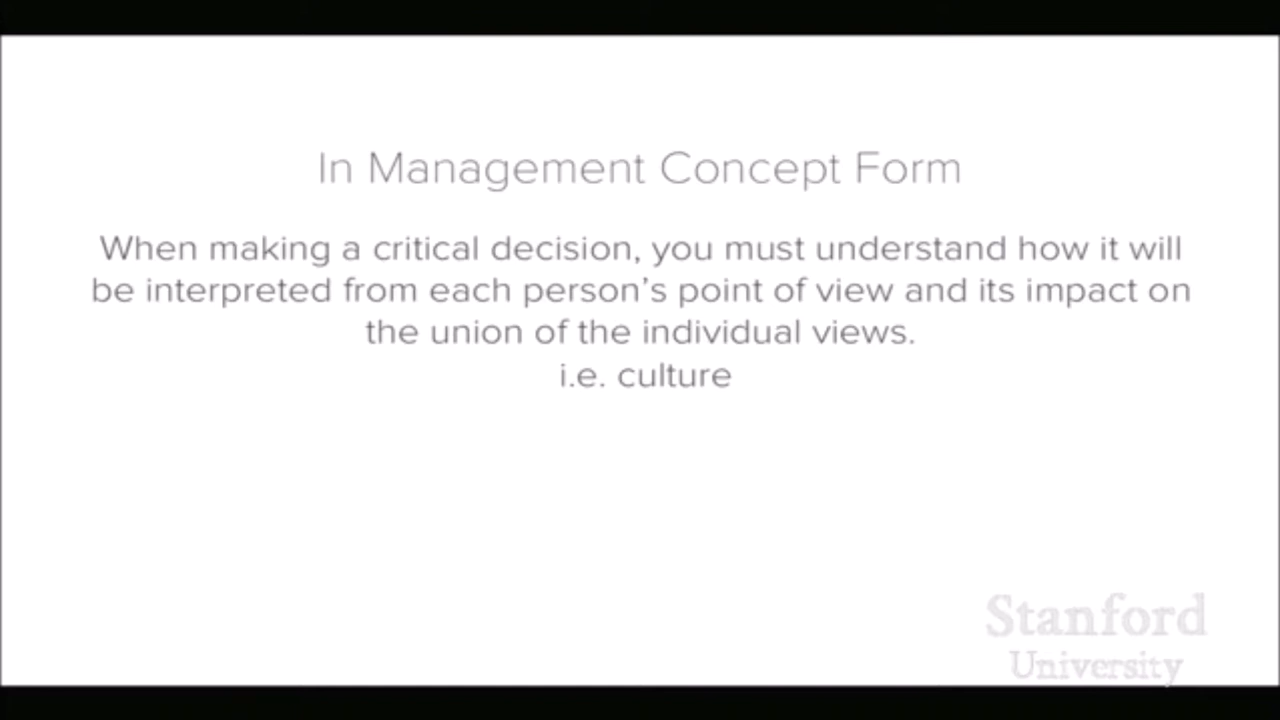 In Management Concept Form
When making a critical decision, you must understand how it will
be interpreted from each person’s point of view and its impact on
the union of the individual views.
i.e. culture
Stanford
University